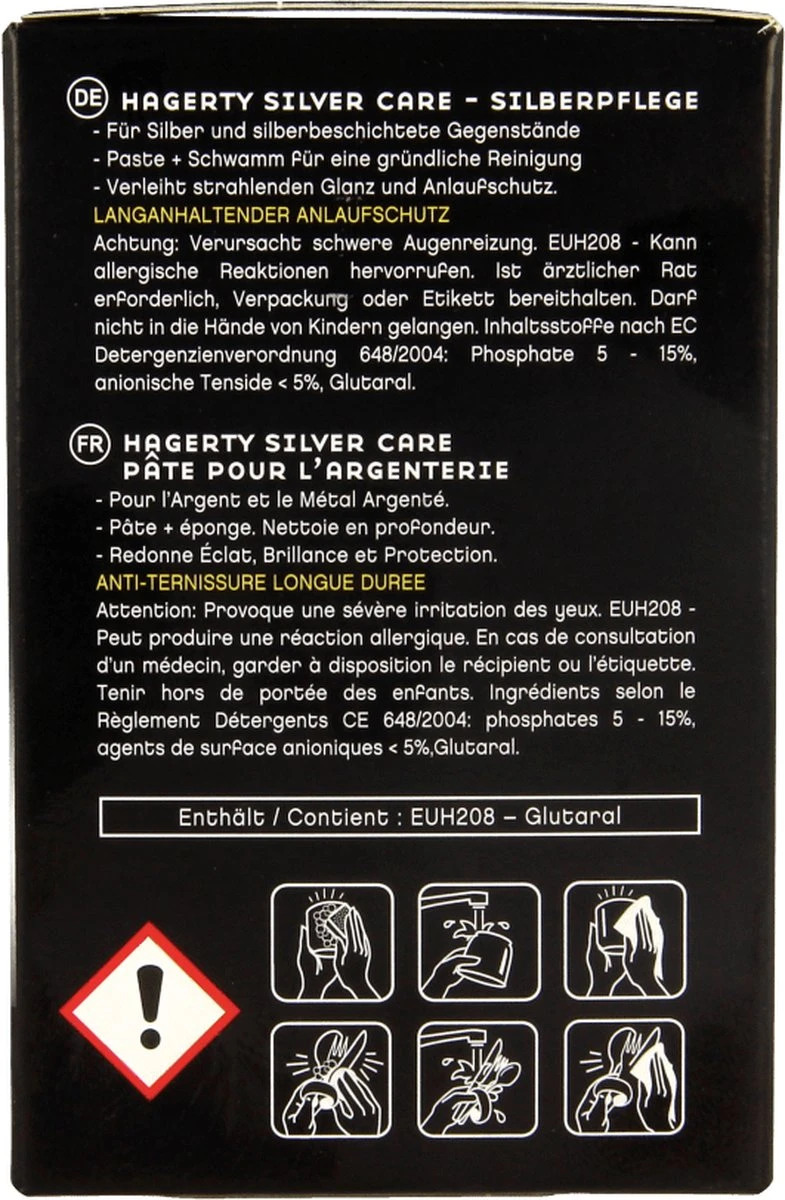 DE HAGERTY SILVER CARE - SILBERPFLEGE
- Für Silber und silberbeschichtete Gegenstände
- Paste + Schwamm für eine gründliche Reinigung
- Verleiht strahlenden Glanz und Anlaufschutz.
LANGANHALTENDER ANLAUFSCHUTZ
Achtung: Verursacht schwere Augenreizung. EUH208 - Kann
allergische Reaktionen hervorrufen. Ist ärztlicher Rat
erforderlich, Verpackung oder Etikett bereithalten. Darf
nicht in die Hände von Kindern gelangen. Inhaltsstoffe nach EC
Detergenzienverordnung 648/2004: Phosphate 5 - 15%,
anionische Tenside < 5%, Glutaral.
FR HAGERTY SILVER CARE
PÂTE POUR L'ARGENTERIE
- Pour l'Argent et le Métal Argenté.
- Pâte + éponge. Nettoie en profondeur.
- Redonne Éclat, Brillance et Protection.
ANTI-TERNISSURE LONGUE DUREE
Attention: Provoque une sévère irritation des yeux. EUH208 -
Peut produire une réaction allergique. En cas de consultation
d'un médecin, garder à disposition le récipient ou l'étiquette.
Tenir hors de portée des enfants. Ingrédients selon le
Règlement Détergents CE 648/2004: phosphates 5 - 15%,
agents de surface anioniques < 5%,Glutaral.
Enthält / Contient : EUH208 – Glutaral